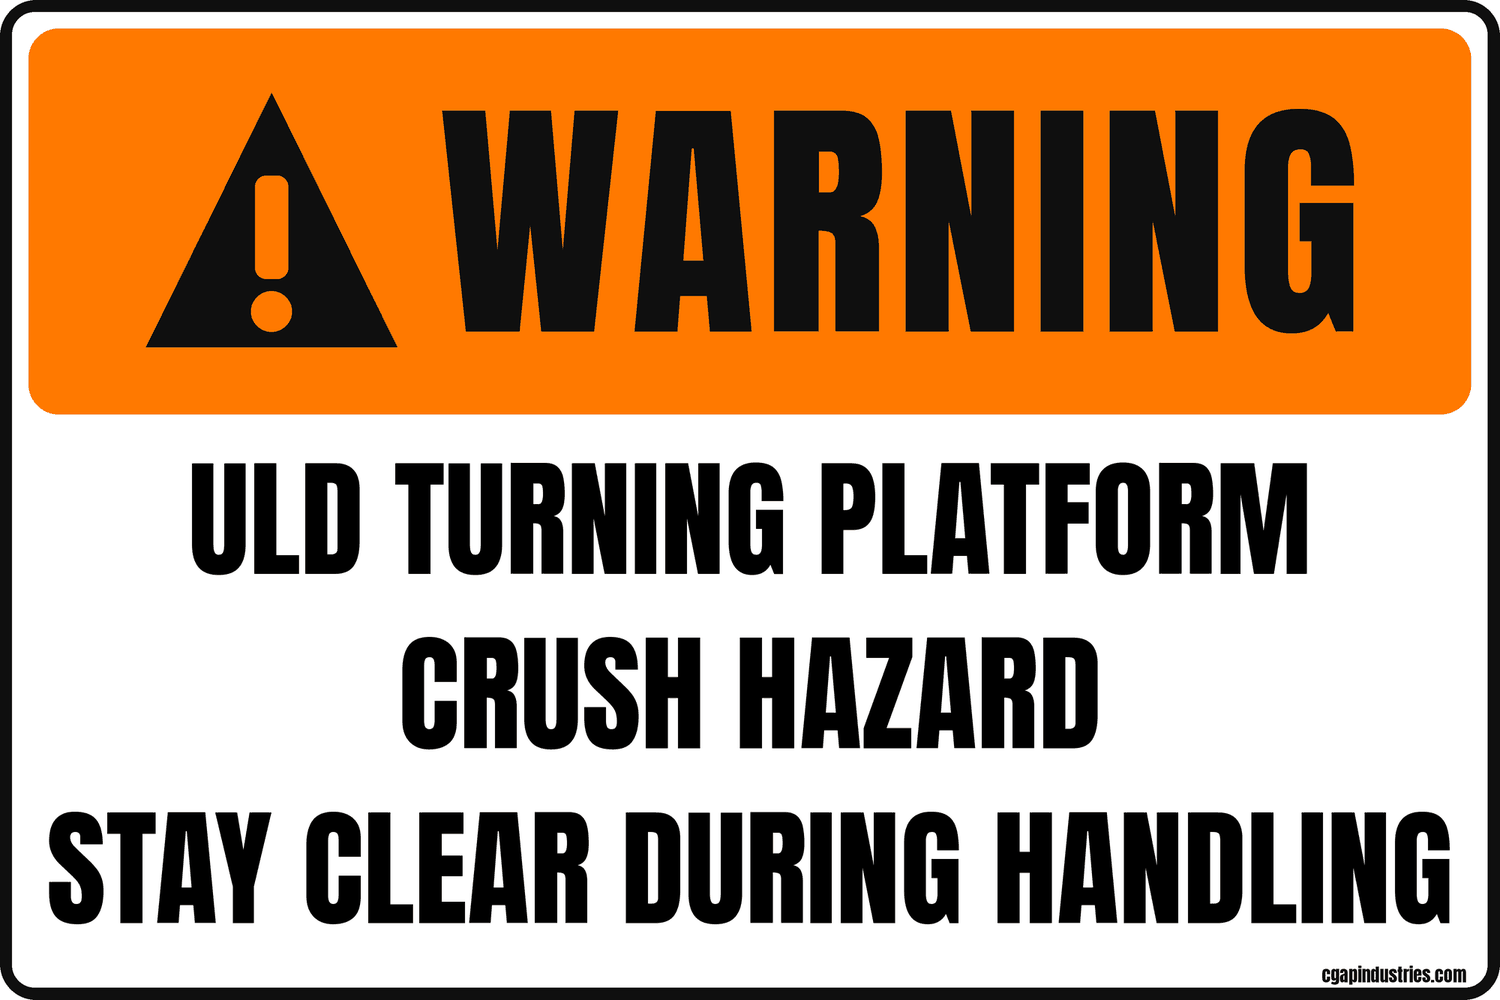 WARNING
ULD TURNING PLATFORM
CRUSH HAZARD
STAY CLEAR DURING HANDLING
cgapindustries.com